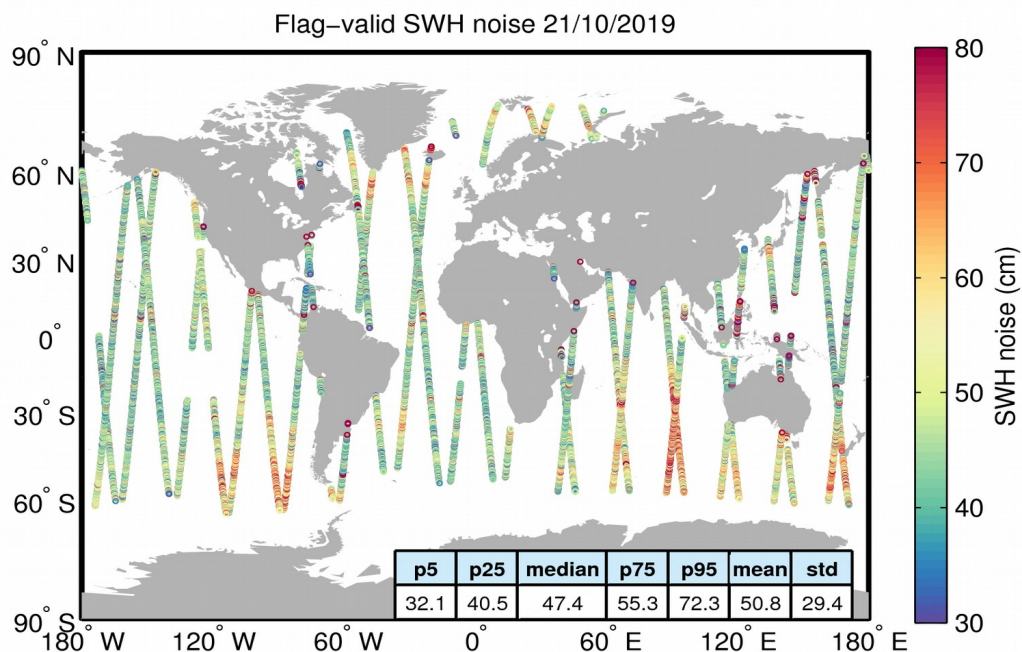 Flag−valid SWH noise 21/10/2019
90° N
60° N
30° N
0°
30° S
60° S
90° S
180° W
120° W
60° W
0°
60° E
120° E
180° E
p5 p25 median p75 p95 mean std
32.1 40.5 47.4 55.3 72.3 50.8 29.4
80
70
60
50
40
30
SWH noise (cm)